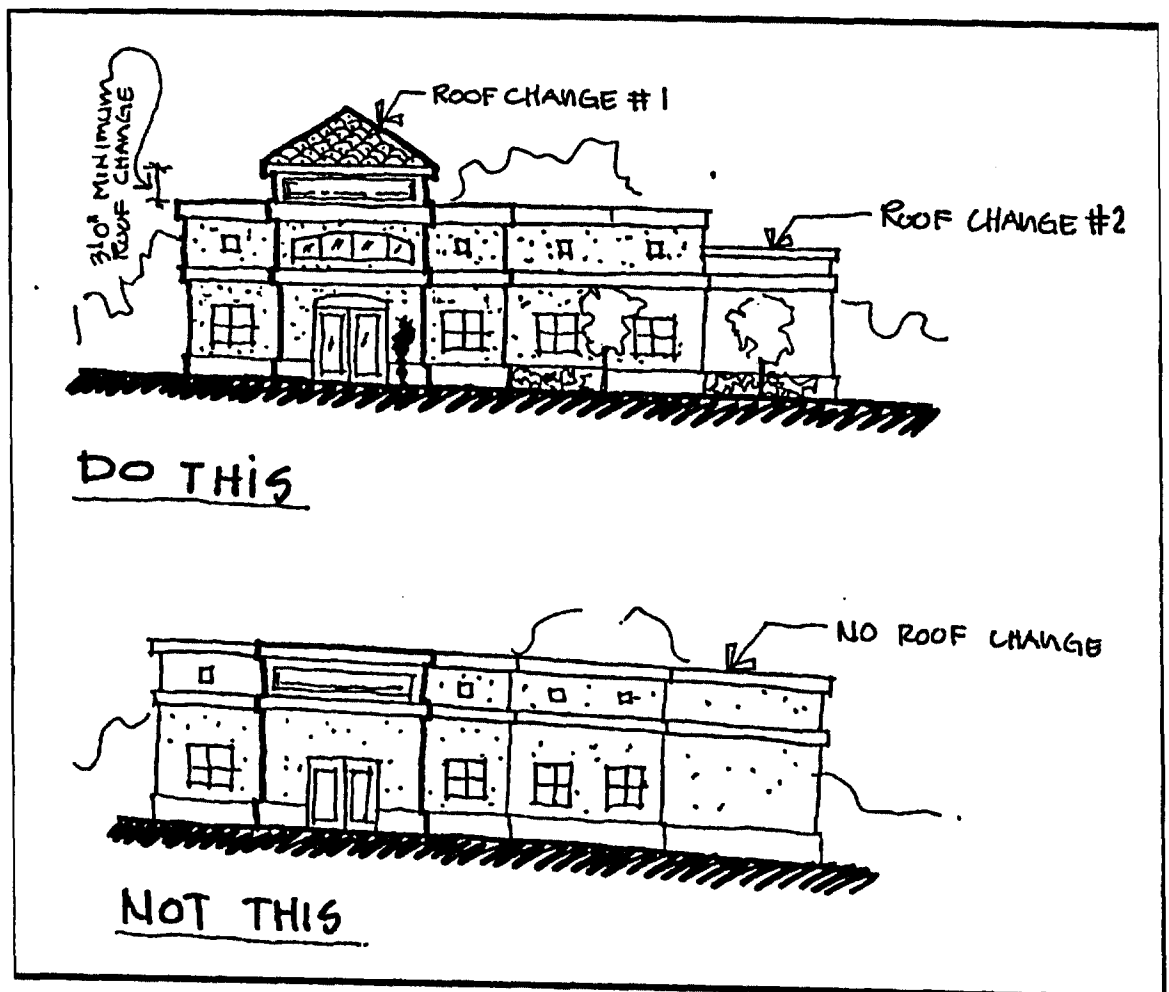 3'0" MINIMUM
ROOF CHANGE
ROOF CHANGE #1
ROOF CHANGE #2
DO THIS
NO ROOF CHANGE
NOT THIS